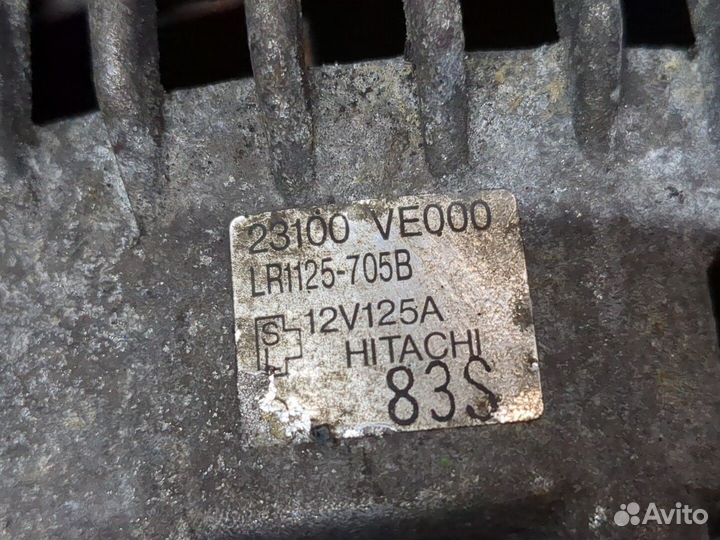 23100 VE000
LR1125-705B
S 12V125A
L HITACHI
83S
Avito